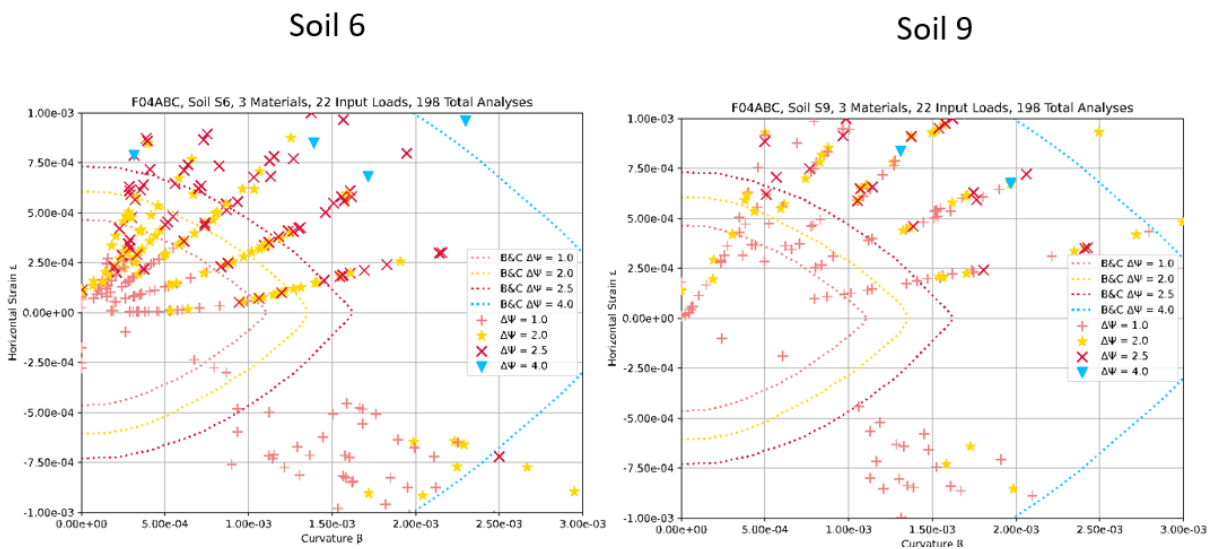 Soil 6
Soil 9
F04ABC, Soil S6, 3 Materials, 22 Input Loads, 198 Total Analyses
1.00e-03
7.50e-04
5.00e-04
2.50e-04
0.00e+00
-2.50e-04
-5.00e-04
-7.50e-04
-1.00e-03
Horizontal Strain ε
B&C ΔΨ = 1.0
B&C ΔΨ = 2.0
B&C ΔΨ = 2.5
B&C ΔΨ = 4.0
ΔΨ = 1.0
ΔΨ = 2.0
ΔΨ = 2.5
ΔΨ = 4.0
0.00e+00 5.00e-04 1.00e-03 1.50e-03 2.00e-03 2.50e-03 3.00e-03
Curvature β
F04ABC, Soil S9, 3 Materials, 22 Input Loads, 198 Total Analyses
1.00e-03
7.50e-04
5.00e-04
2.50e-04
0.00e+00
-2.50e-04
-5.00e-04
-7.50e-04
-1.00e-03
Horizontal Strain ε
B&C ΔΨ = 1.0
B&C ΔΨ = 2.0
B&C ΔΨ = 2.5
B&C ΔΨ = 4.0
ΔΨ = 1.0
ΔΨ = 2.0
ΔΨ = 2.5
ΔΨ = 4.0
0.00e+00 5.00e-04 1.00e-03 1.50e-03 2.00e-03 2.50e-03 3.00e-03
Curvature β